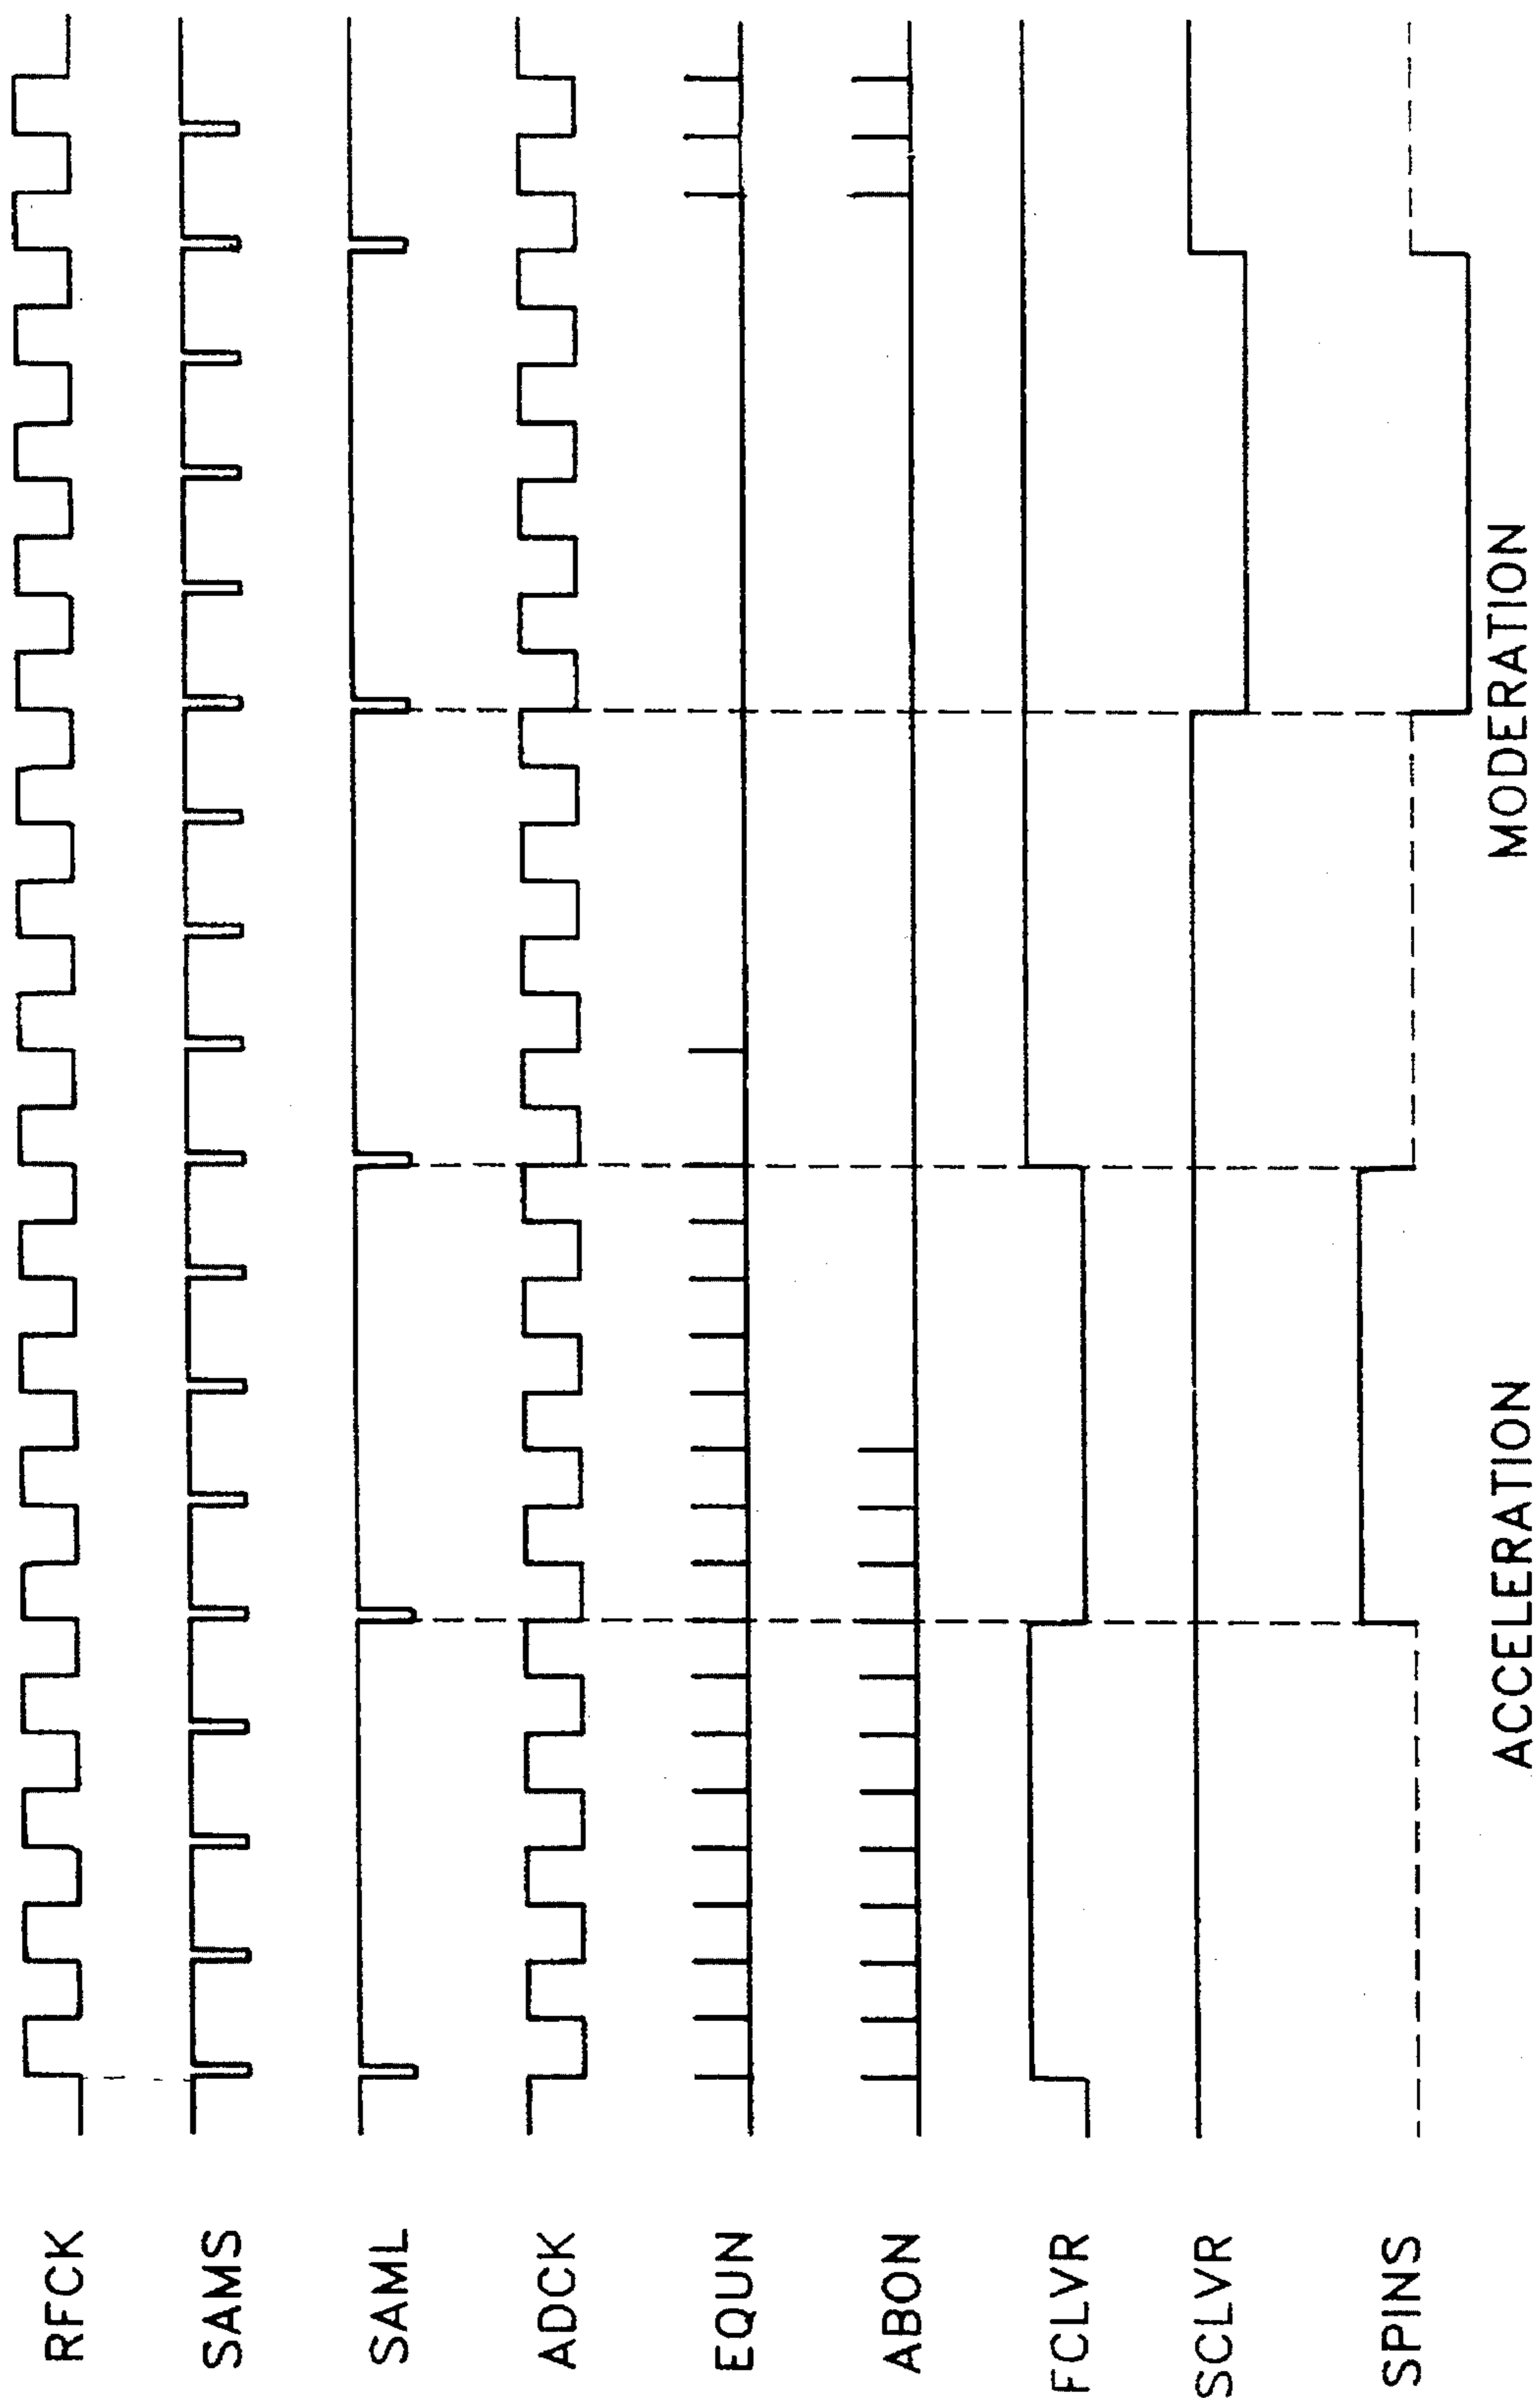 RFCK
SAMS
SAML
ADCK
EQUN
ABON
FCLVR
SCLVR
SPINS
ACCELERATION
MODERATION